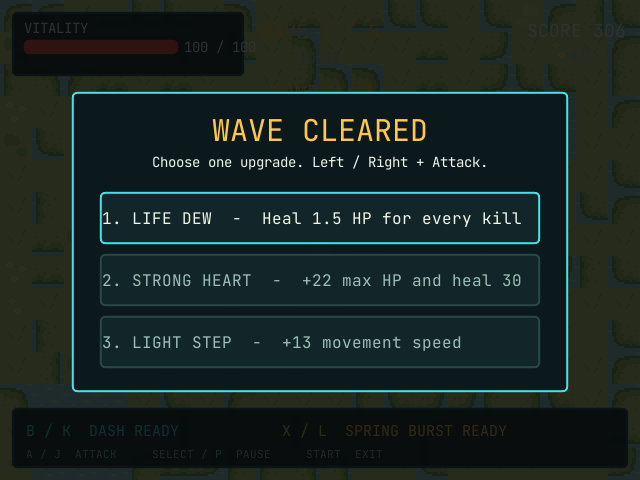 VITALITY
100 / 100
SCORE 306
WAVE CLEARED
Choose one upgrade. Left / Right + Attack.
1. LIFE DEW - Heal 1.5 HP for every kill
2. STRONG HEART - +22 max HP and heal 30
3. LIGHT STEP - +13 movement speed
B / K DASH READY X / L SPRING BURST READY
A / J ATTACK SELECT / P PAUSE START EXIT